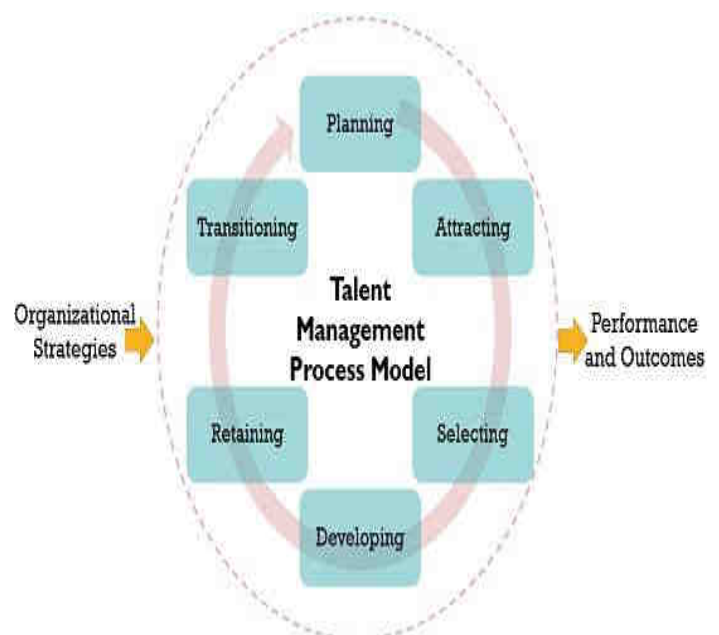 Planning
Transitioning
Attracting
Talent
Management
Process Model
Organizational
Strategies
Performance
and Outcomes
Retaining
Selecting
Developing